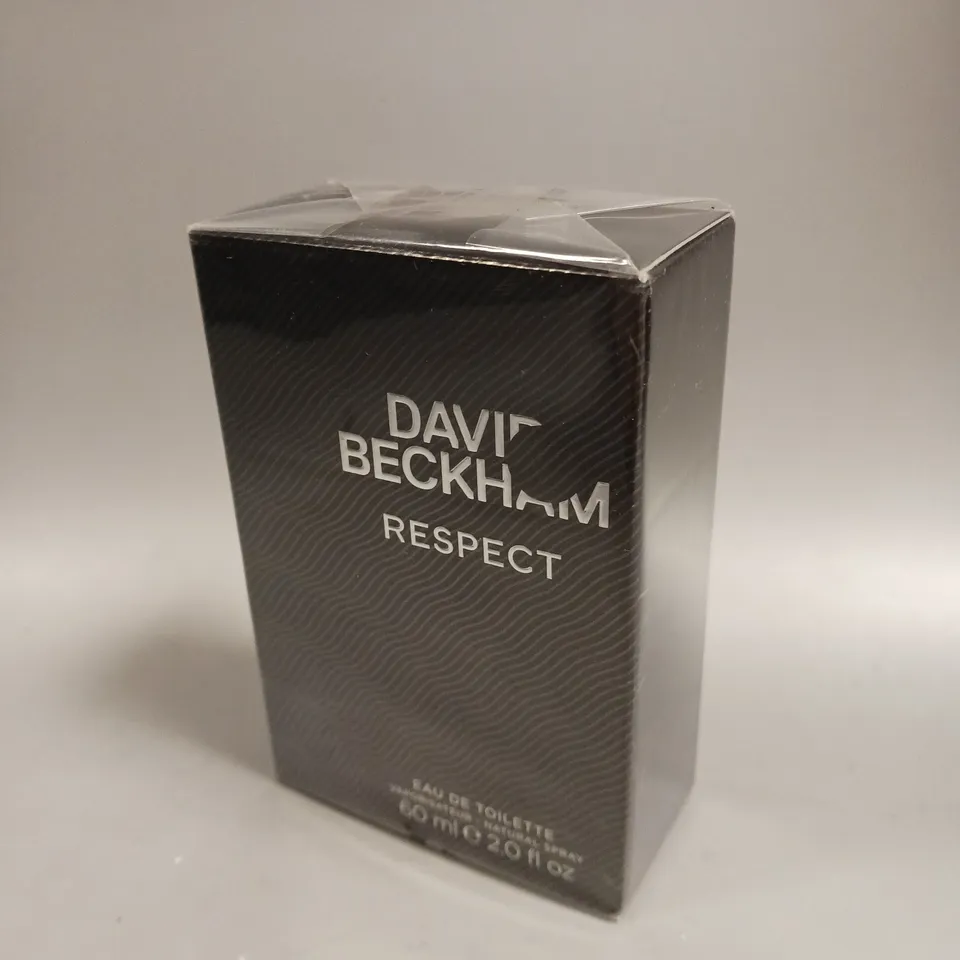 DAVID
BECKHAM
RESPECT
EAU DE TOILETTE
VAPORISATEUR · NATURAL SPRAY
60 ml e 2.0 fl oz